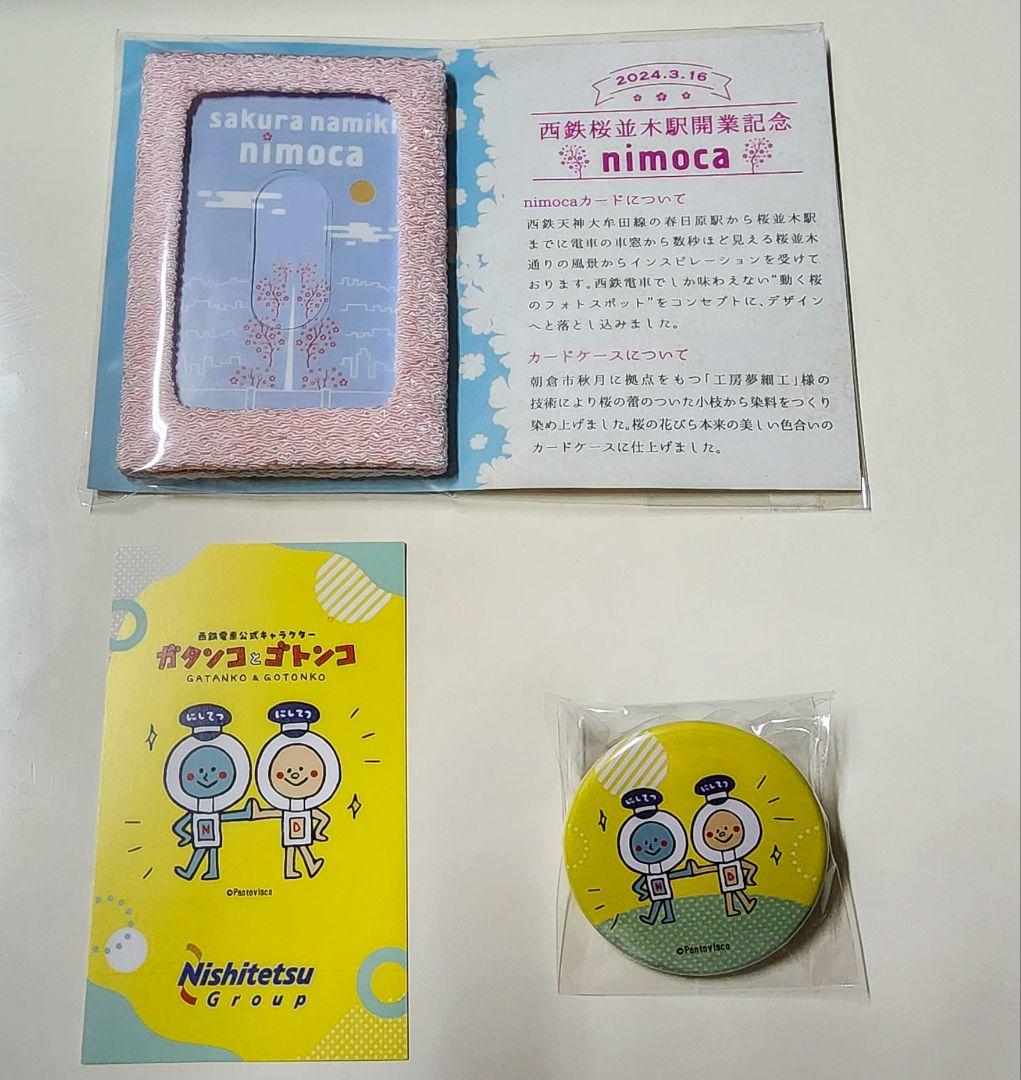 sakura namiki
nimoca
2024.3.16
西鉄桜並木駅開業記念
nimoca
nimocaカードについて
西鉄天神大牟田線の春日原駅から桜並木駅
までに電車の車窓から数秒ほど見える桜並木
通りの風景からインスピレーションを受けて
おります。西鉄電車でしか味わえない“動く桜
のフォトスポット”をコンセプトに、デザイン
へと落とし込みました。
カードケースについて
朝倉市秋月に拠点をもつ「工房夢細工」様の
技術により桜の蕾のついた小枝から染料をつくり
染め上げました。桜の花びら本来の美しい色合いの
カードケースに仕上げました。
西鉄電車公式キャラクター
ガタンコとゴトンコ
GATANKO & GOTONKO
にしてつ
にしてつ
N
D
©Pantovisco
Nishitetsu
Group
にしてつ
にしてつ
N
D
©Pantovisco